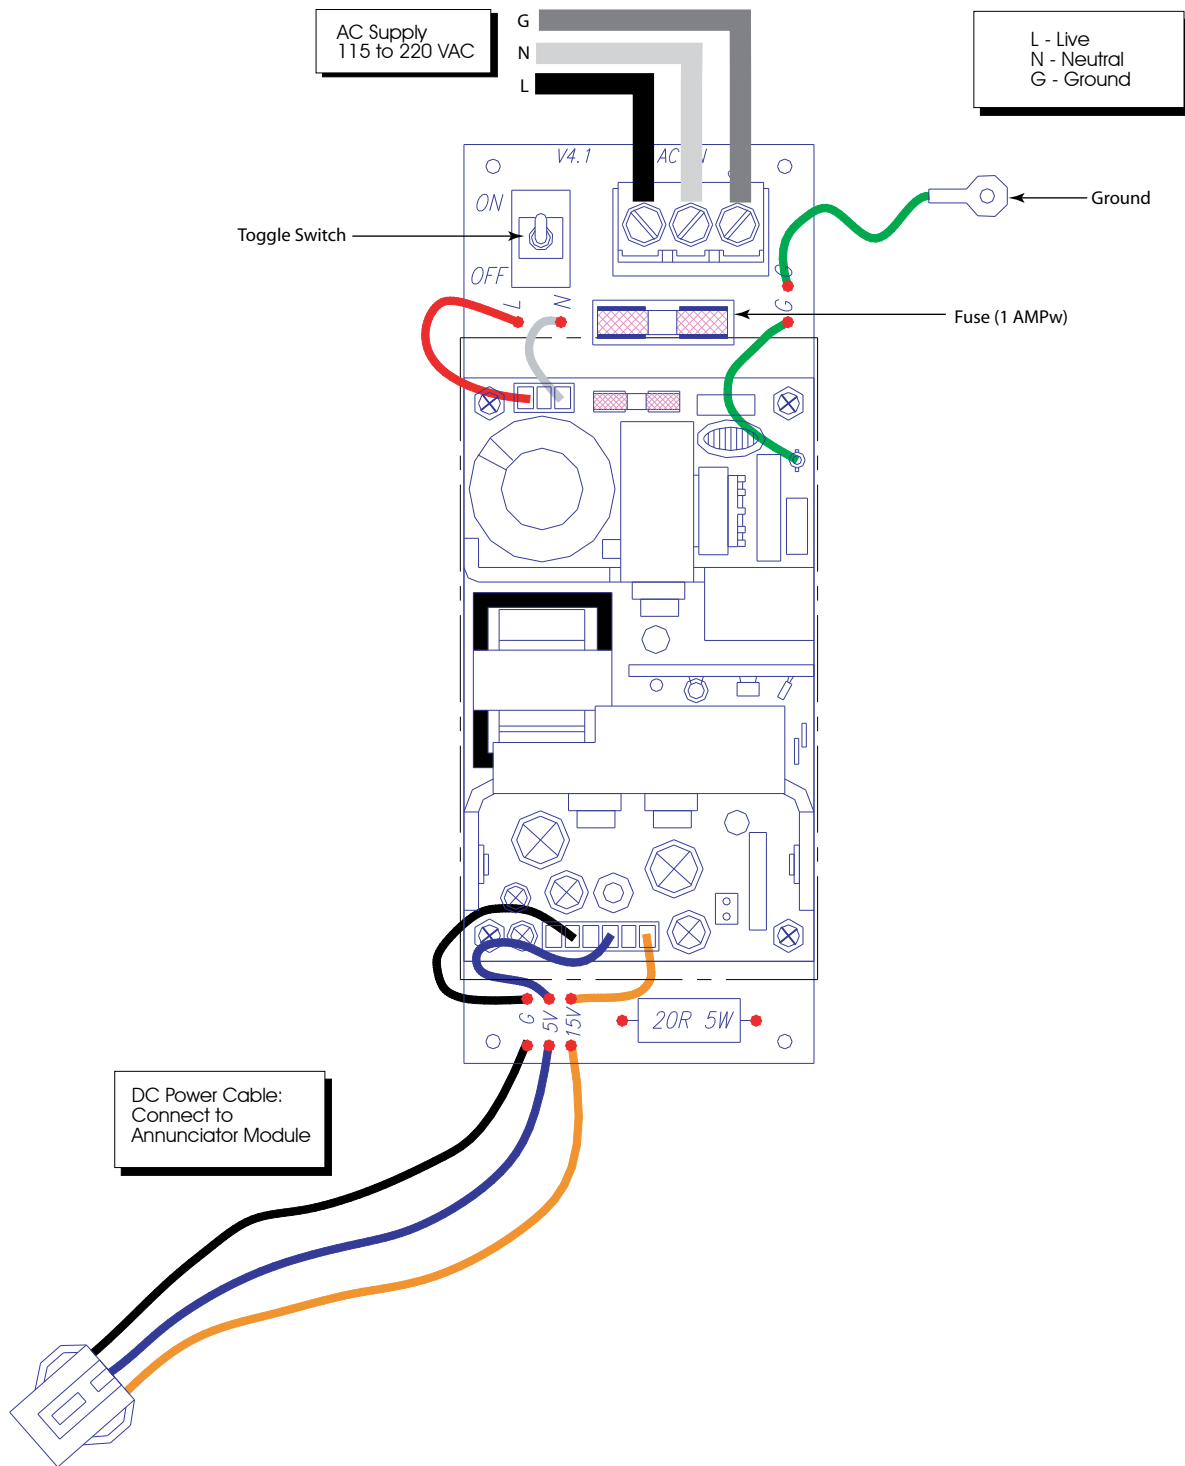 AC Supply
115 to 220 VAC
G
N
L
L - Live
N - Neutral
G - Ground
V4.1
AC
ON
Toggle Switch
OFF
Ground
G
L
N
G
Fuse (1 AMPw)
G
5V
15V
20R 5W
DC Power Cable:
Connect to
Annunciator Module